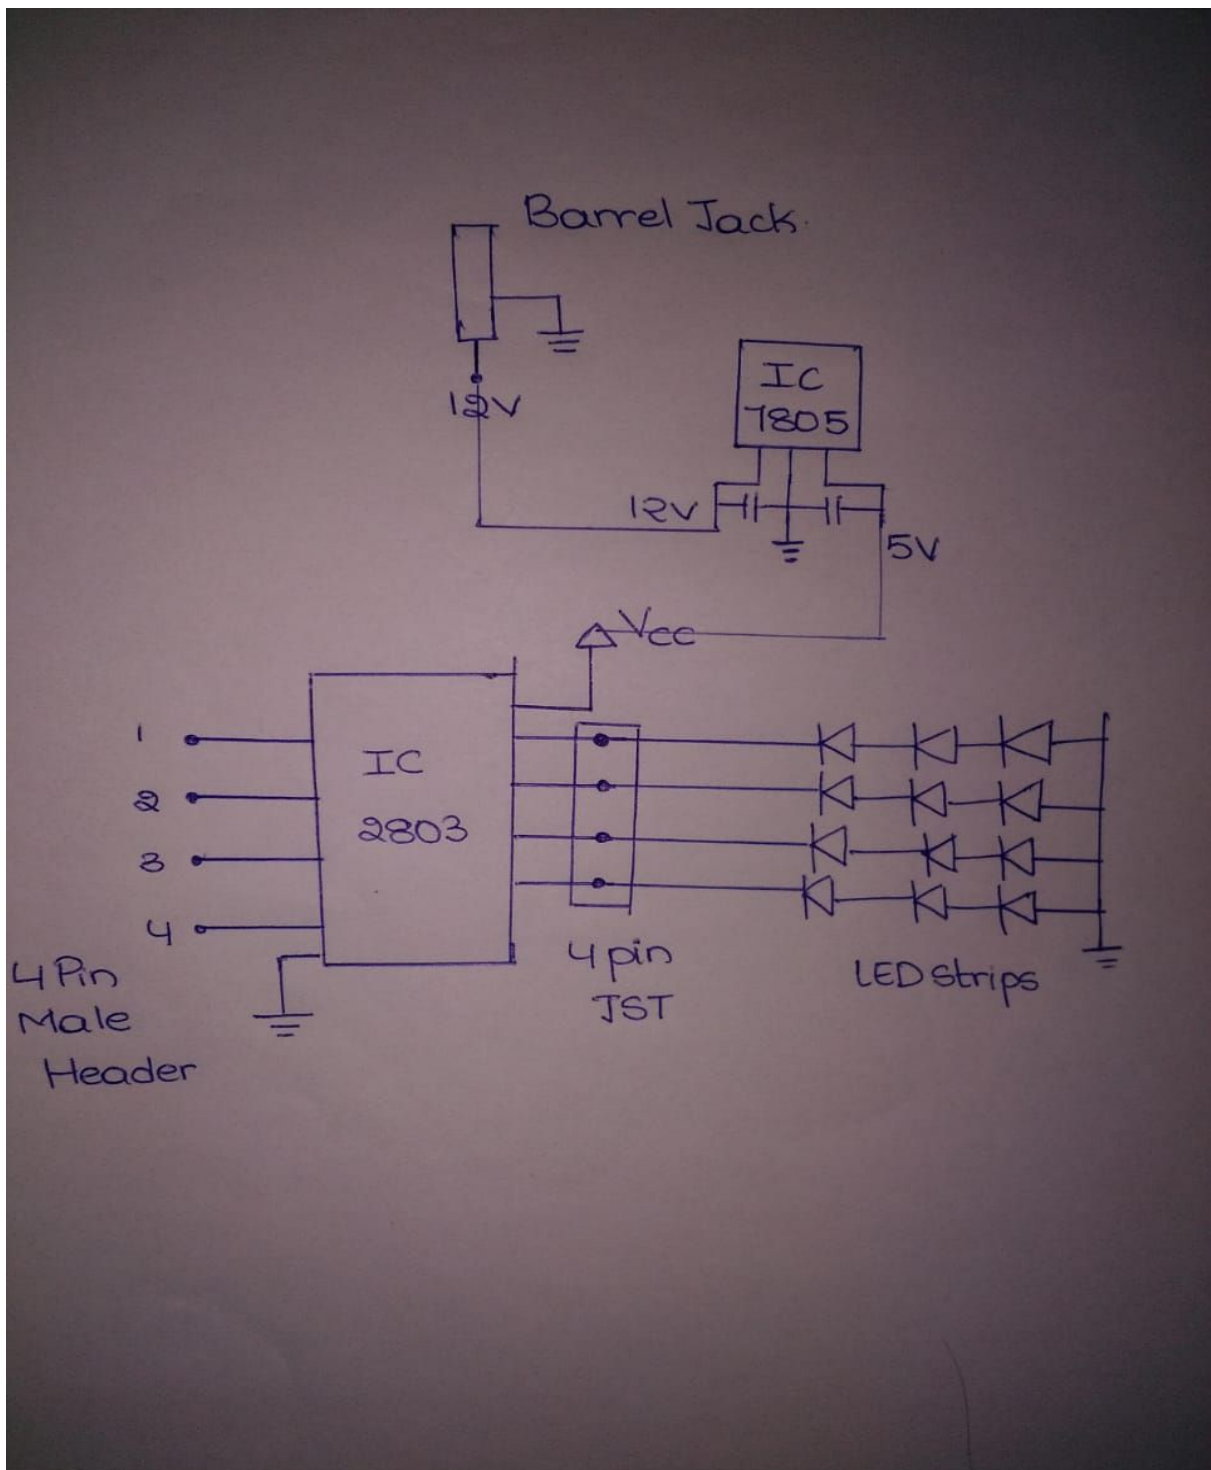 Barrel Jack.
12V
IC
7805
12V
5V
Vcc
1
2
3
4
IC
2803
4 Pin
Male
Header
4 pin
JST
LED strips